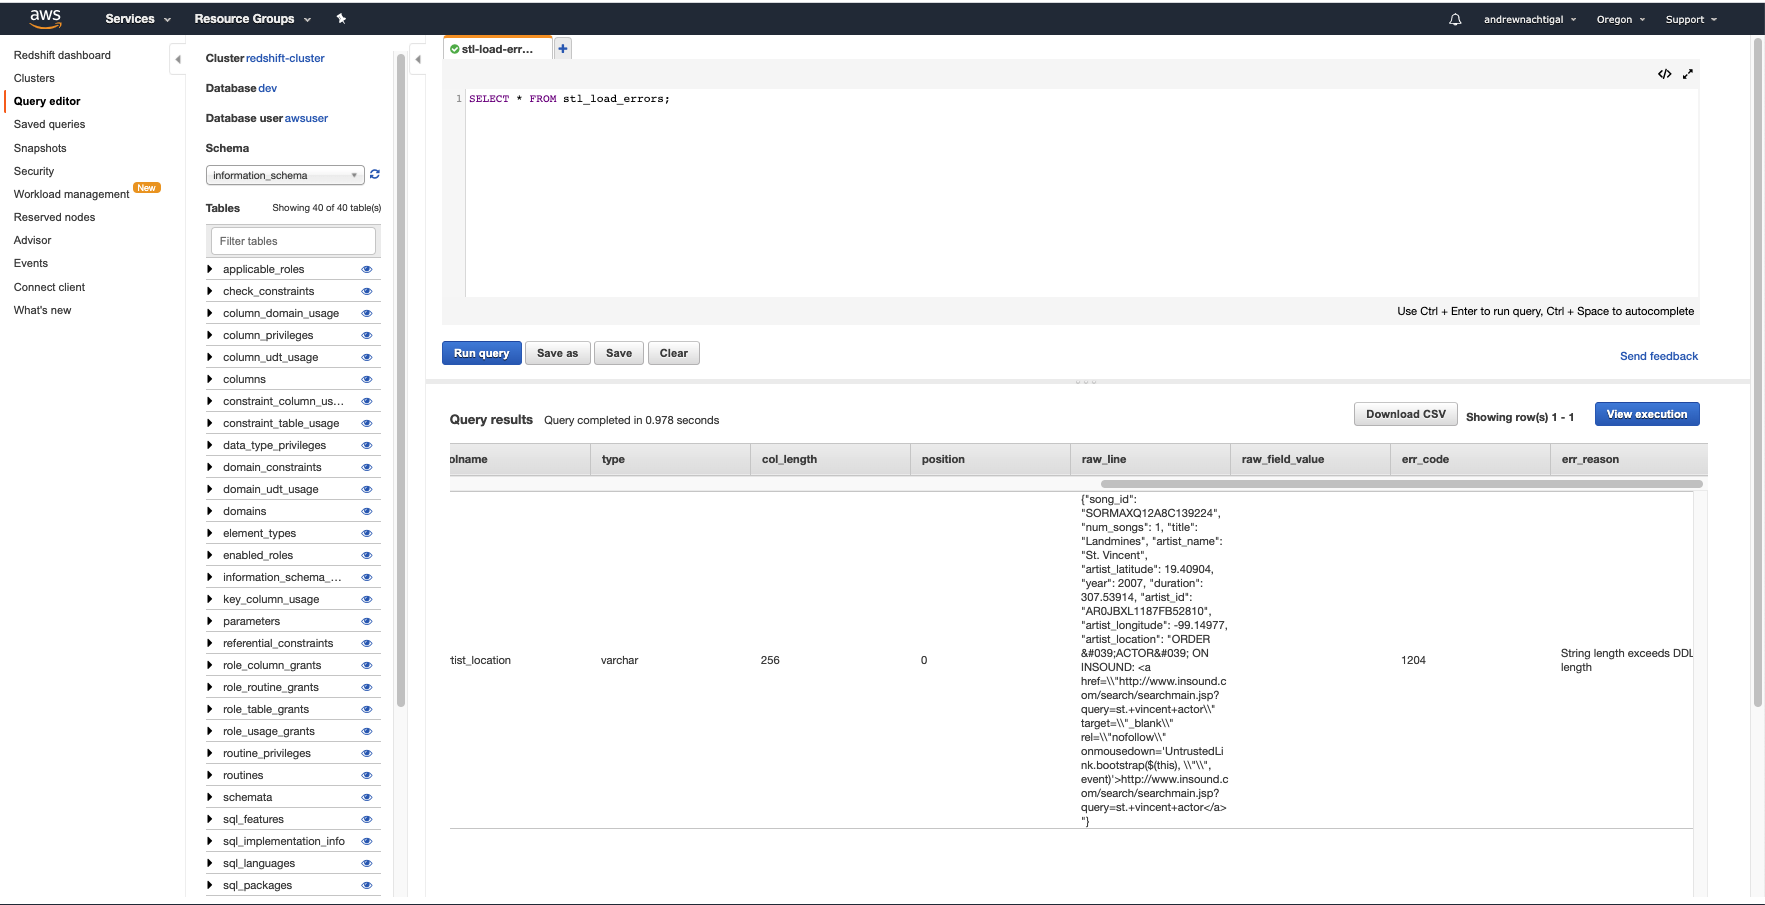 aws Services Resource Groups andrewnachtigal Oregon Support
Redshift dashboard
Clusters
Query editor
Saved queries
Snapshots
Security
Workload management New
Reserved nodes
Advisor
Events
Connect client
What's new
Cluster redshift-cluster
Database dev
Database user awsuser
Schema
information_schema
Tables Showing 40 of 40 table(s)
Filter tables
applicable_roles
check_constraints
column_domain_usage
column_privileges
column_udt_usage
columns
constraint_column_us...
constraint_table_usage
data_type_privileges
domain_constraints
domain_udt_usage
domains
element_types
enabled_roles
information_schema_...
key_column_usage
parameters
referential_constraints
role_column_grants
role_routine_grants
role_table_grants
role_usage_grants
routine_privileges
routines
schemata
sql_features
sql_implementation_info
sql_languages
sql_packages
stl-load-err...
1 SELECT * FROM stl_load_errors;
Use Ctrl + Enter to run query, Ctrl + Space to autocomplete
Run query Save as Save Clear
Send feedback
Query results Query completed in 0.978 seconds
Download CSV Showing row(s) 1 - 1 View execution
olname type col_length position raw_line raw_field_value err_code err_reason
tist_location varchar 256 0
{"song_id":
"SORMAXQ12A8C139224",
"num_songs": 1, "title":
"Landmines", "artist_name":
"St. Vincent",
"artist_latitude": 19.40904,
"year": 2007, "duration":
307.53914, "artist_id":
"AR0JBXL1187FB52810",
"artist_longitude": -99.14977,
"artist_location": "ORDER
&#039;ACTOR&#039; ON
INSOUND: <a
href=\\"http://www.insound.c
om/search/searchmain.jsp?
query=st.+vincent+actor\\"
target=\\"_blank\\"
rel=\\"nofollow\\"
onmousedown='UntrustedLi
nk.bootstrap($(this), \\"\\",
event)'>http://www.insound.c
om/search/searchmain.jsp?
query=st.+vincent+actor</a>
"}
1204
String length exceeds DDL
length